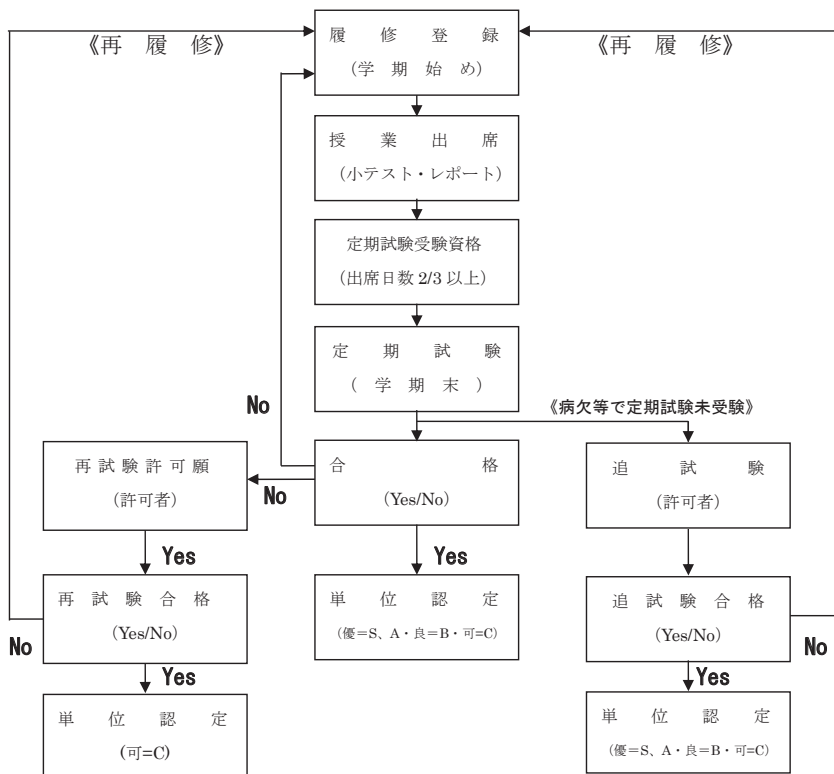 《再　履　修》
履修登録
(学期始め)
《再　履　修》
授業出席
(小テスト・レポート)
定期試験受験資格
(出席日数 2/3 以上)
定期試験
(学期末)
No
《病欠等で定期試験未受験》
再試験許可願
(許可者)
No
合格
(Yes/No)
追試験
(許可者)
Yes
Yes
再試験合格
(Yes/No)
No
単位認定
(優＝S、A・良＝B・可=C)
追試験合格
(Yes/No)
No
Yes
Yes
単位認定
(可=C)
単位認定
(優＝S、A・良＝B・可=C)